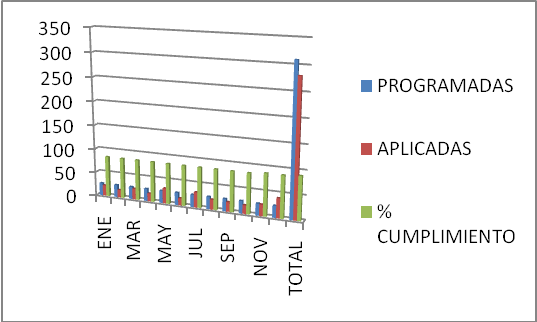 350
300
250
200
150
100
50
0
ENE
MAR
MAY
JUL
SEP
NOV
TOTAL
PROGRAMADAS
APLICADAS
%
CUMPLIMIENTO